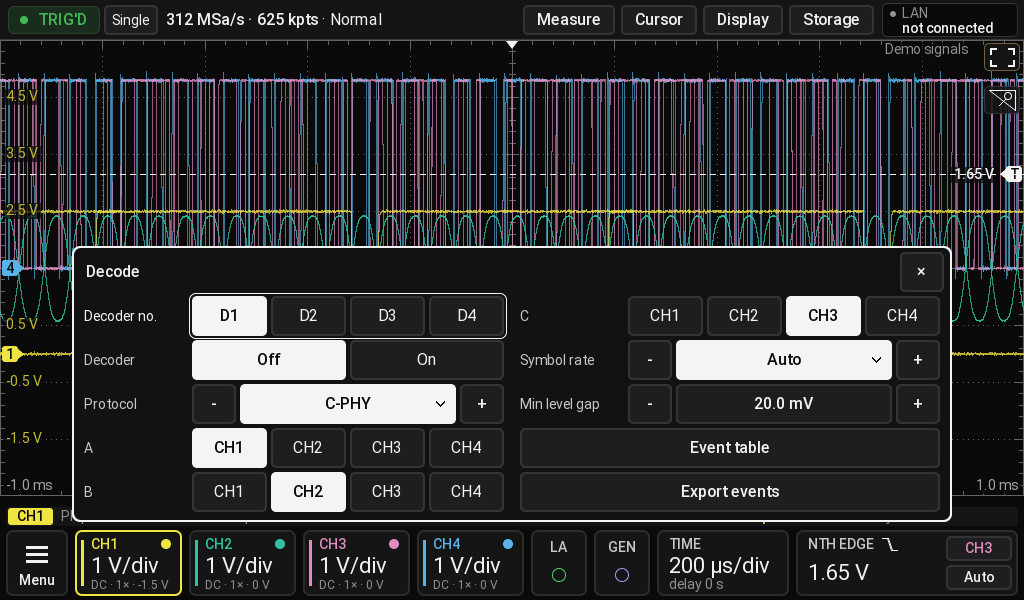 TRIG'D Single 312 MSa/s · 625 kpts · Normal Measure Cursor Display Storage LAN
not connected
Demo signals
4.5 V
3.5 V
1.65 V T
2.5 V
4
0.5 V
1
-0.5 V
-1.5 V
-1.0 ms 1.0 ms
Decode ×
Decoder no. D1 D2 D3 D4 C CH1 CH2 CH3 CH4
Decoder Off On Symbol rate - Auto +
Protocol - C-PHY + Min level gap - 20.0 mV +
A CH1 CH2 CH3 CH4 Event table
B CH1 CH2 CH3 CH4 Export events
CH1
Menu
CH1
1 V/div
DC · 1× · -1.5 V
CH2
1 V/div
DC · 1× · 0 V
CH3
1 V/div
DC · 1× · 0 V
CH4
1 V/div
DC · 1× · 0 V
LA
GEN
TIME
200 µs/div
delay 0 s
NTH EDGE CH3
1.65 V Auto